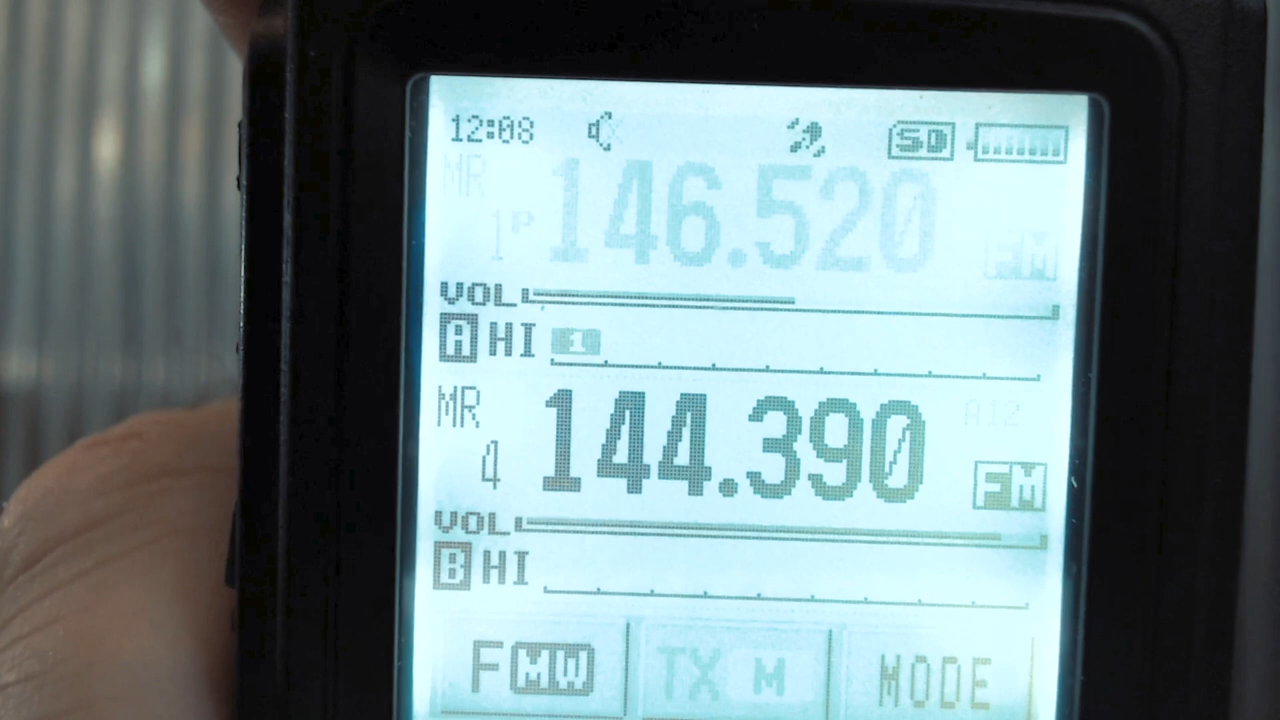 12:08 SD
MR
1P 146.520 FM
VOL
A HI 1
MR 144.390 A12
4 FM
VOL
B HI
F MW TX M MODE